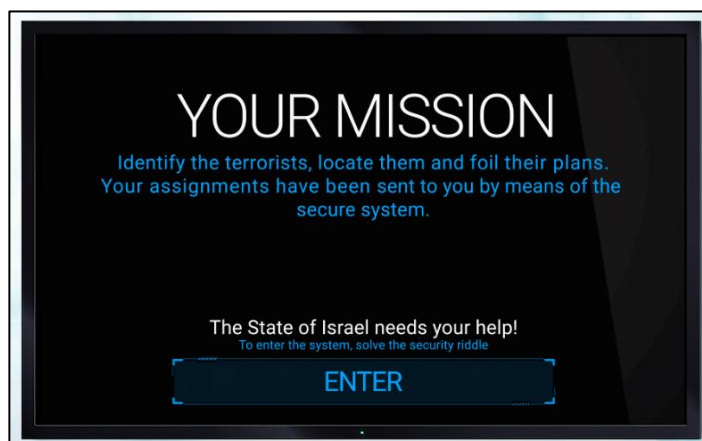 YOUR MISSION
Identify the terrorists, locate them and foil their plans.
Your assignments have been sent to you by means of the
secure system.
The State of Israel needs your help!
To enter the system, solve the security riddle
ENTER